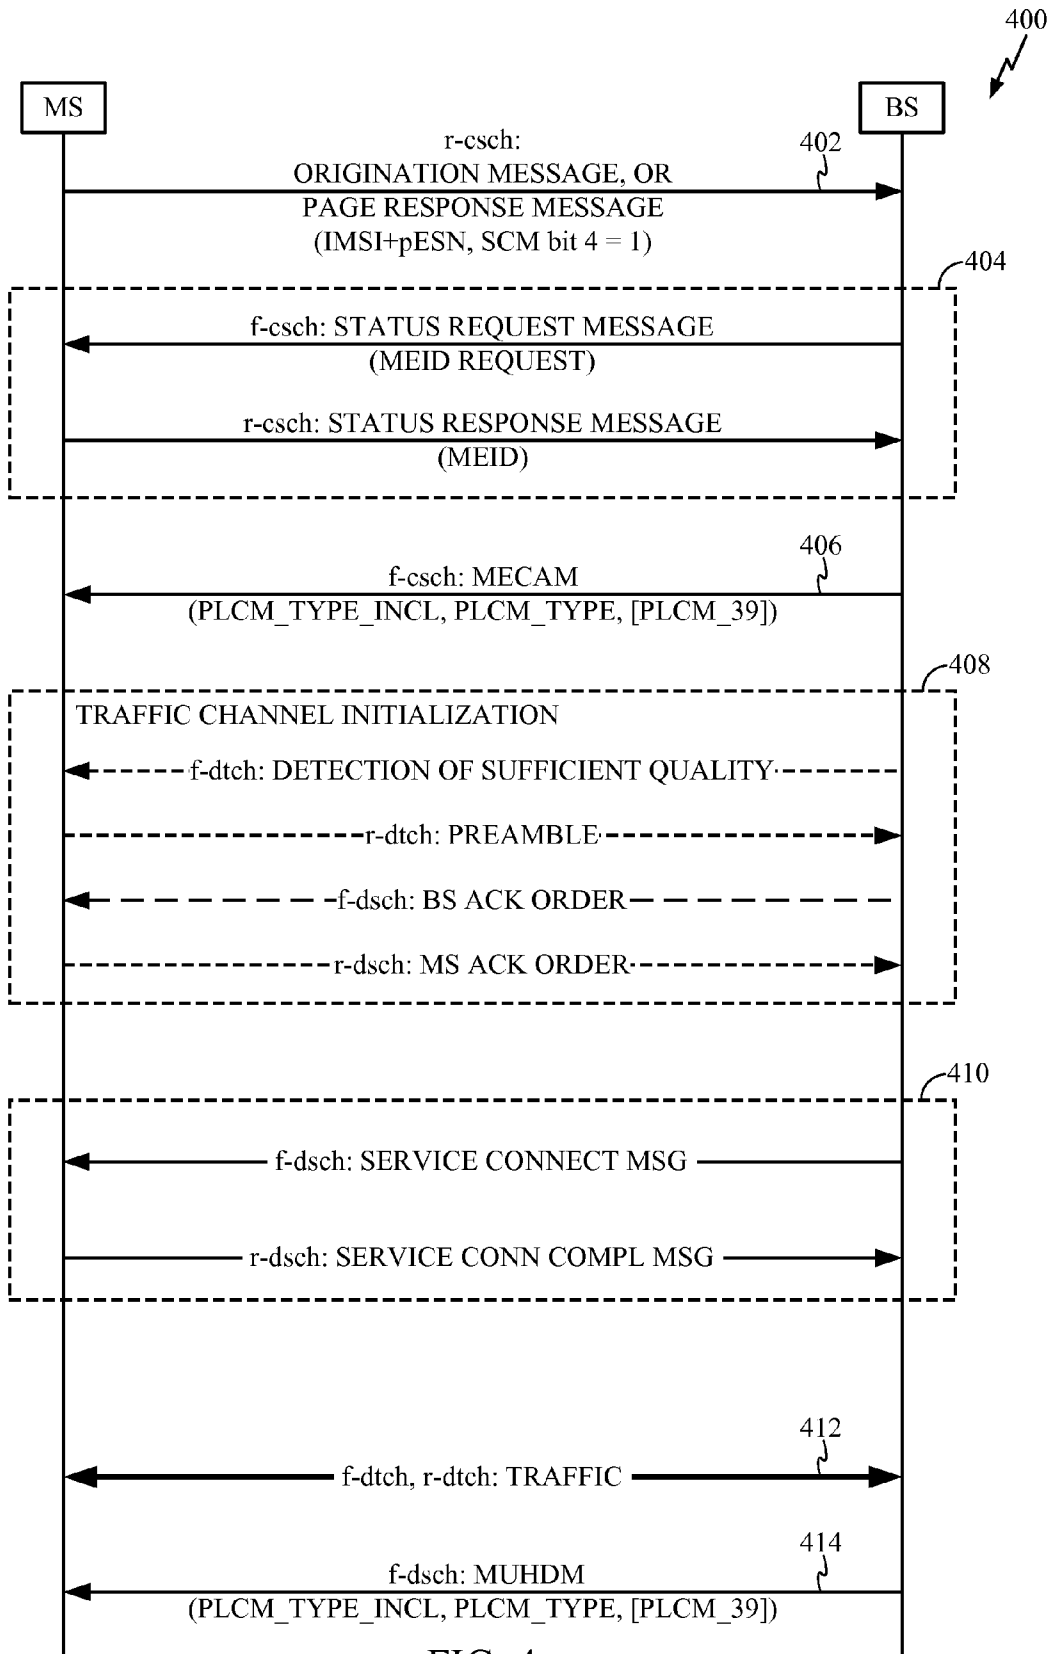 400
MS
BS
r-csch:
402
ORIGINATION MESSAGE, OR
PAGE RESPONSE MESSAGE
(IMSI+pESN, SCM bit 4 = 1)
404
f-csch: STATUS REQUEST MESSAGE
(MEID REQUEST)
r-csch: STATUS RESPONSE MESSAGE
(MEID)
406
f-csch: MECAM
(PLCM_TYPE_INCL, PLCM_TYPE, [PLCM_39])
408
TRAFFIC CHANNEL INITIALIZATION
f-dtch: DETECTION OF SUFFICIENT QUALITY
r-dtch: PREAMBLE
f-dsch: BS ACK ORDER
r-dsch: MS ACK ORDER
410
f-dsch: SERVICE CONNECT MSG
r-dsch: SERVICE CONN COMPL MSG
412
f-dtch, r-dtch: TRAFFIC
414
f-dsch: MUHDM
(PLCM_TYPE_INCL, PLCM_TYPE, [PLCM_39])